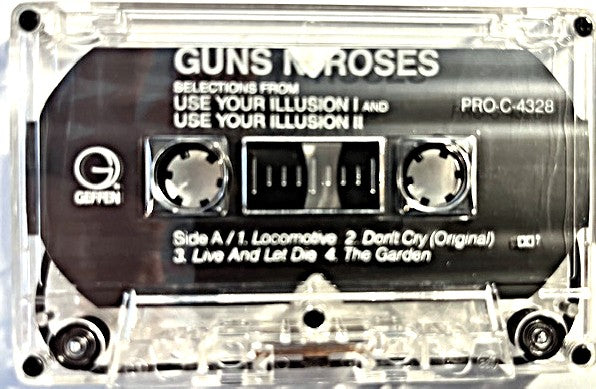 GUNS N' ROSES
SELECTIONS FROM
USE YOUR ILLUSION I AND
USE YOUR ILLUSION II
PRO-C-4328
G
GEFFEN
Side A / 1. Locomotive 2. Don't Cry (Original)
3. Live And Let Die 4. The Garden